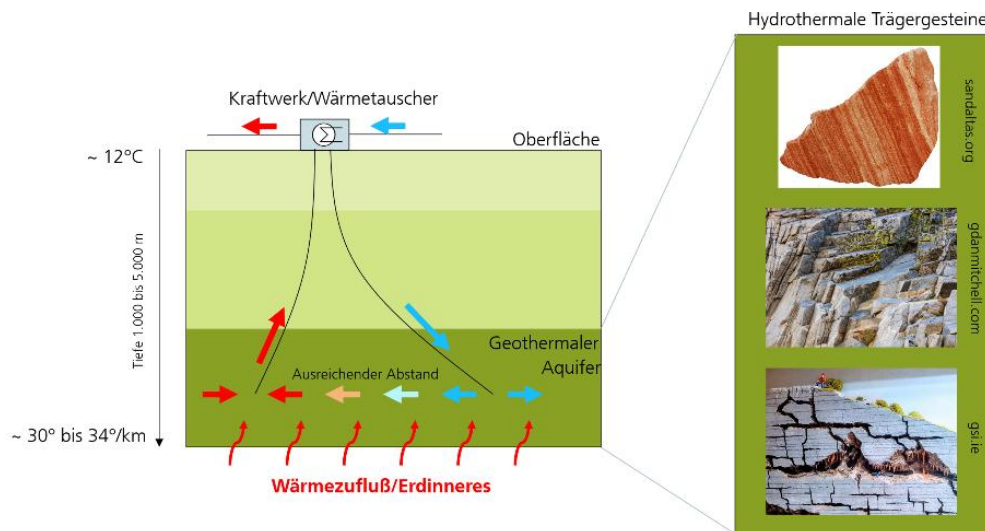 Hydrothermale Trägergesteine
Kraftwerk/Wärmetauscher
Oberfläche
~ 12°C
Tiefe 1.000 bis 5.000 m
Geothermaler
Aquifer
Ausreichender Abstand
~ 30° bis 34°/km
Wärmezufluß/Erdinneres
sandaltas.org
gdanmitchell.com
gsi.ie